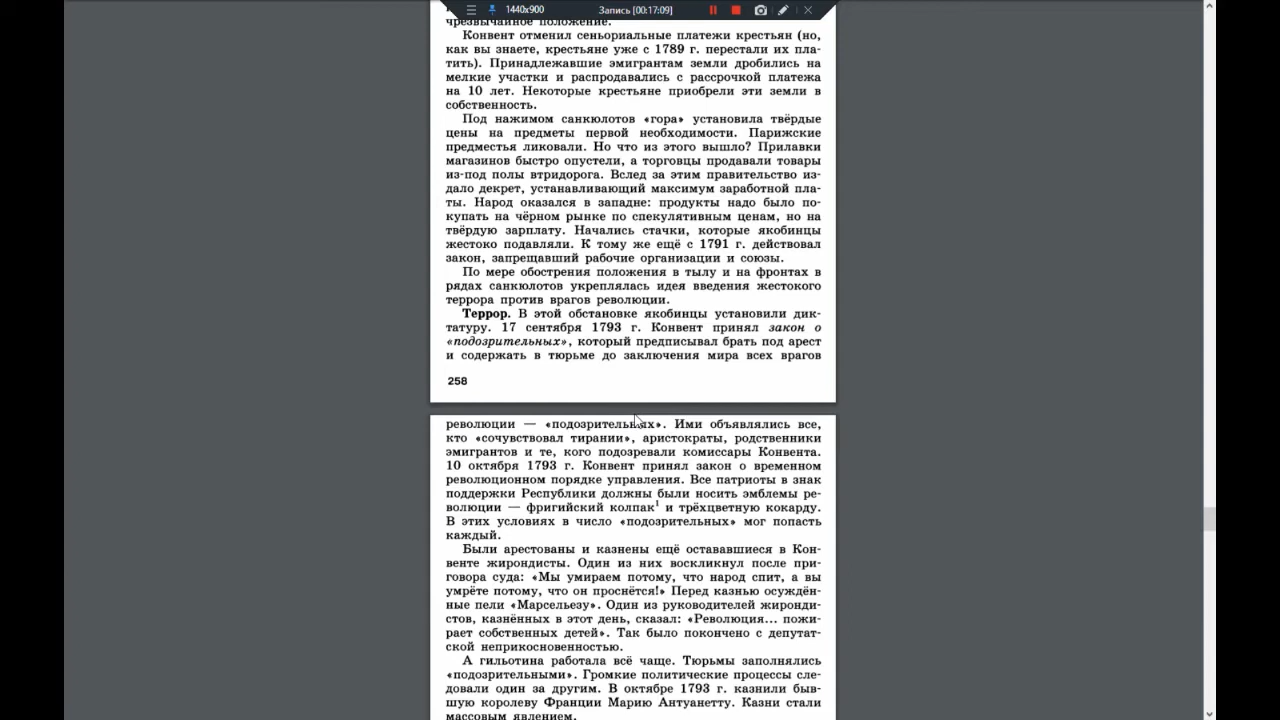 1440x900
Запись [00:17:09]
чрезвычайное положение.
Конвент отменил сеньориальные платежи крестьян (но,
как вы знаете, крестьяне уже с 1789 г. перестали их пла-
тить). Принадлежавшие эмигрантам земли дробились на
мелкие участки и распродавались с рассрочкой платежа
на 10 лет. Некоторые крестьяне приобрели эти земли в
собственность.
Под нажимом санкюлотов «гора» установила твёрдые
цены на предметы первой необходимости. Парижские
предместья ликовали. Но что из этого вышло? Прилавки
магазинов быстро опустели, а торговцы продавали товары
из-под полы втридорога. Вслед за этим правительство из-
дало декрет, устанавливающий максимум заработной пла-
ты. Народ оказался в западне: продукты надо было по-
купать на чёрном рынке по спекулятивным ценам, но на
твёрдую зарплату. Начались стачки, которые якобинцы
жестоко подавляли. К тому же ещё с 1791 г. действовал
закон, запрещавший рабочие организации и союзы.
По мере обострения положения в тылу и на фронтах в
рядах санкюлотов укреплялась идея введения жестокого
террора против врагов революции.
Террор. В этой обстановке якобинцы установили дик-
татуру. 17 сентября 1793 г. Конвент принял закон о
«подозрительных», который предписывал брать под арест
и содержать в тюрьме до заключения мира всех врагов
258
революции — «подозрительных». Ими объявлялись все,
кто «сочувствовал тирании», аристократы, родственники
эмигрантов и те, кого подозревали комиссары Конвента.
10 октября 1793 г. Конвент принял закон о временном
революционном порядке управления. Все патриоты в знак
поддержки Республики должны были носить эмблемы ре-
волюции — фригийский колпак1 и трёхцветную кокарду.
В этих условиях в число «подозрительных» мог попасть
каждый.
Были арестованы и казнены ещё остававшиеся в Кон-
венте жирондисты. Один из них воскликнул после при-
говора суда: «Мы умираем потому, что народ спит, а вы
умрёте потому, что он проснётся!» Перед казнью осуждён-
ные пели «Марсельезу». Один из руководителей жиронди-
стов, казнённых в этот день, сказал: «Революция... пожи-
рает собственных детей». Так было покончено с депутат-
ской неприкосновенностью.
А гильотина работала всё чаще. Тюрьмы заполнялись
«подозрительными». Громкие политические процессы сле-
довали один за другим. В октябре 1793 г. казнили быв-
шую королеву Франции Марию Антуанетту. Казни стали
массовым явлением.